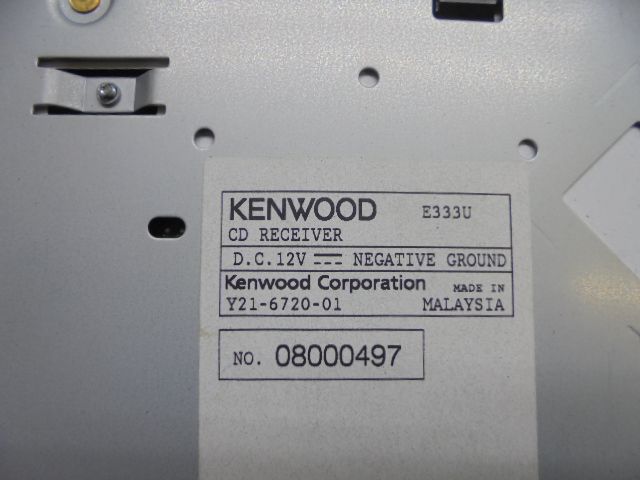 KENWOOD E333U
CD RECEIVER
D.C.12V NEGATIVE GROUND
Kenwood Corporation MADE IN
Y21-6720-01 MALAYSIA
NO. 08000497